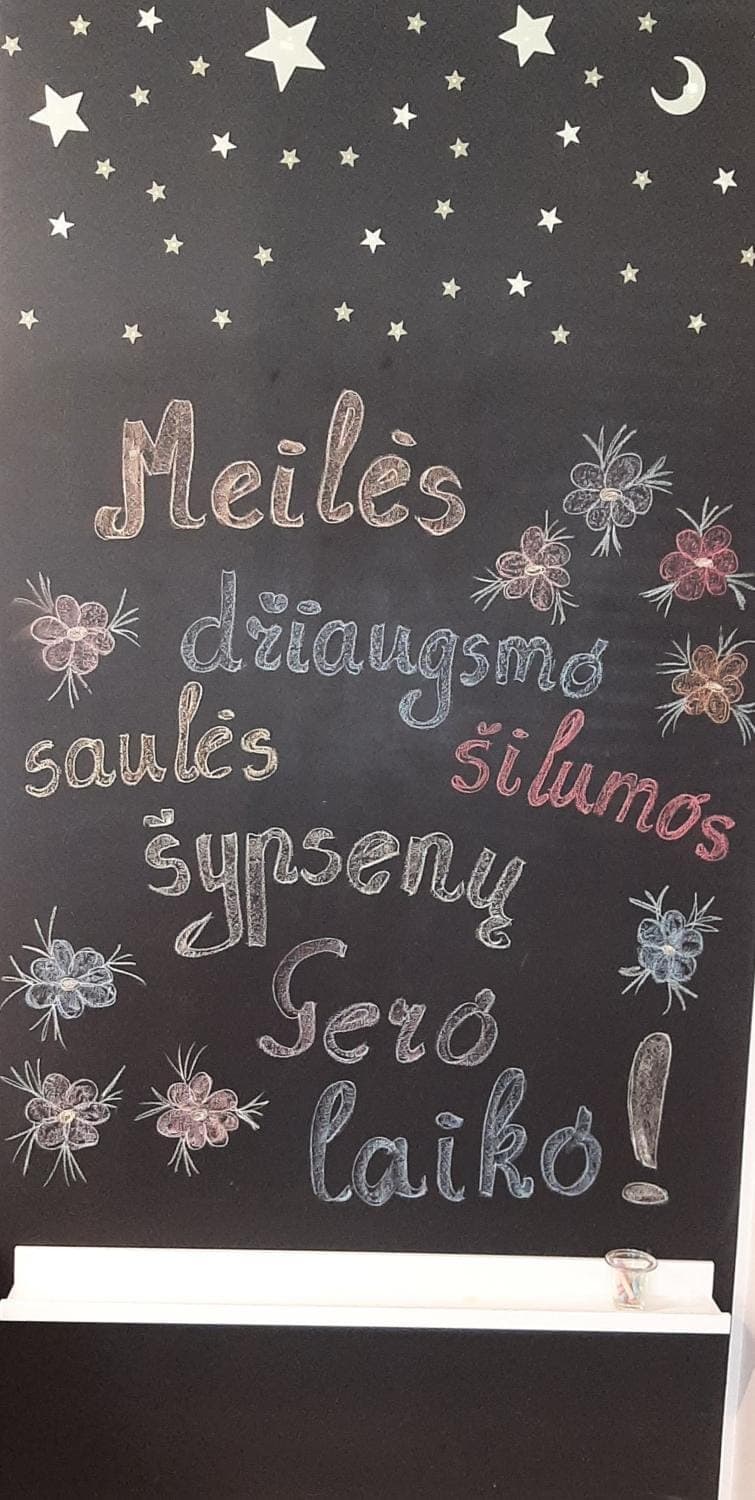 Meilės
džiaugsmo
saulės šilumos
šypsenų
Gero
laiko!